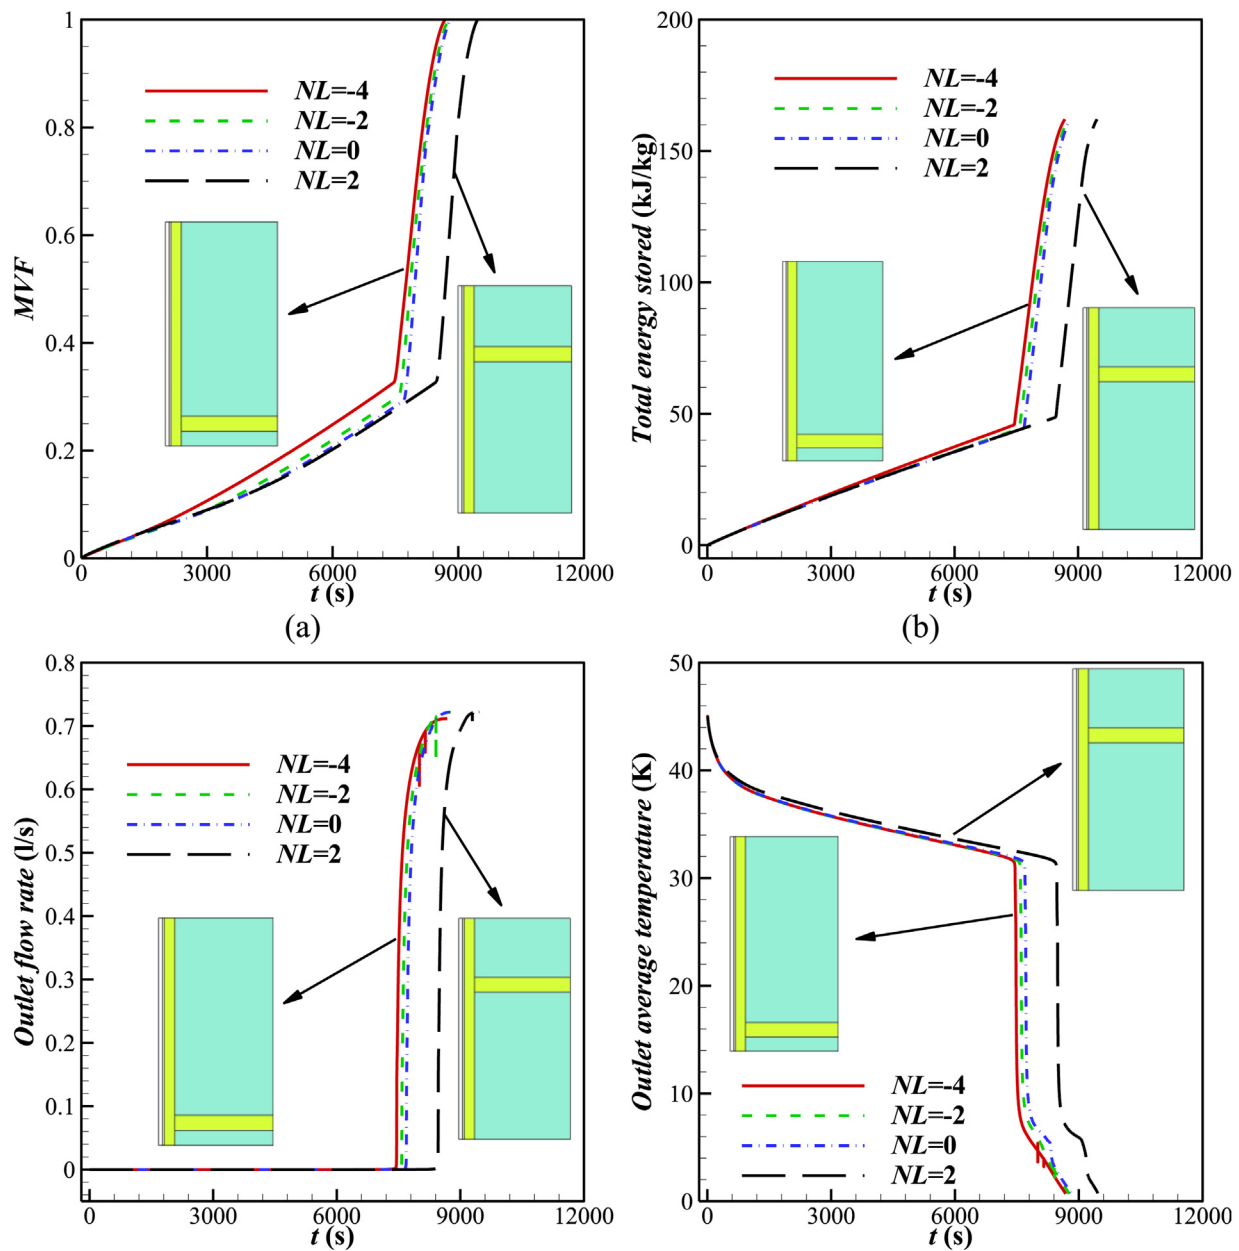 1
0.8
0.6
0.4
0.2
0
MVF
NL=-4
NL=-2
NL=0
NL=2
0 3000 6000 9000 12000
t (s)
(a)
200
150
100
50
0
Total energy stored (kJ/kg)
NL=-4
NL=-2
NL=0
NL=2
0 3000 6000 9000 12000
t (s)
(b)
0.8
0.7
0.6
0.5
0.4
0.3
0.2
0.1
0
Outlet flow rate (l/s)
NL=-4
NL=-2
NL=0
NL=2
0 3000 6000 9000 12000
t (s)
50
40
30
20
10
0
Outlet average temperature (K)
NL=-4
NL=-2
NL=0
NL=2
0 3000 6000 9000 12000
t (s)